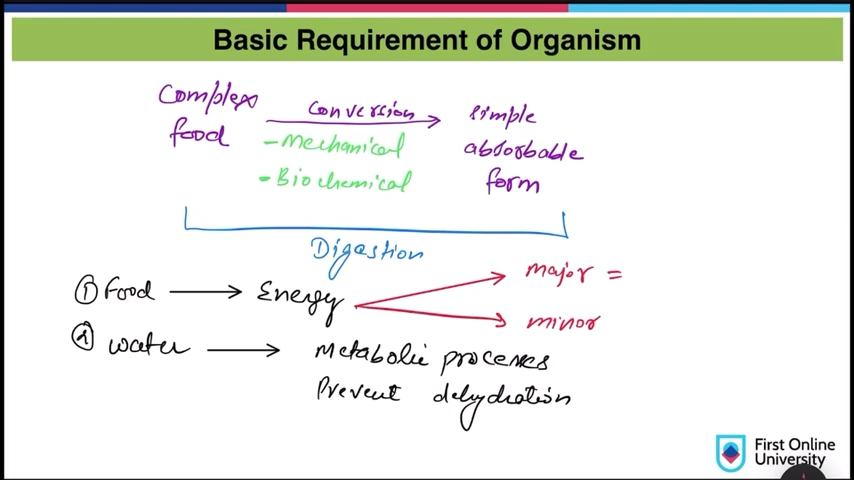 Basic Requirement of Organism
Complex food
conversion
- Mechanical
- Biochemical
simple
absorbable
form
Digestion
① Food → Energy
major =
minor
② water → Metabolic processes
Prevent dehydration
First Online
University